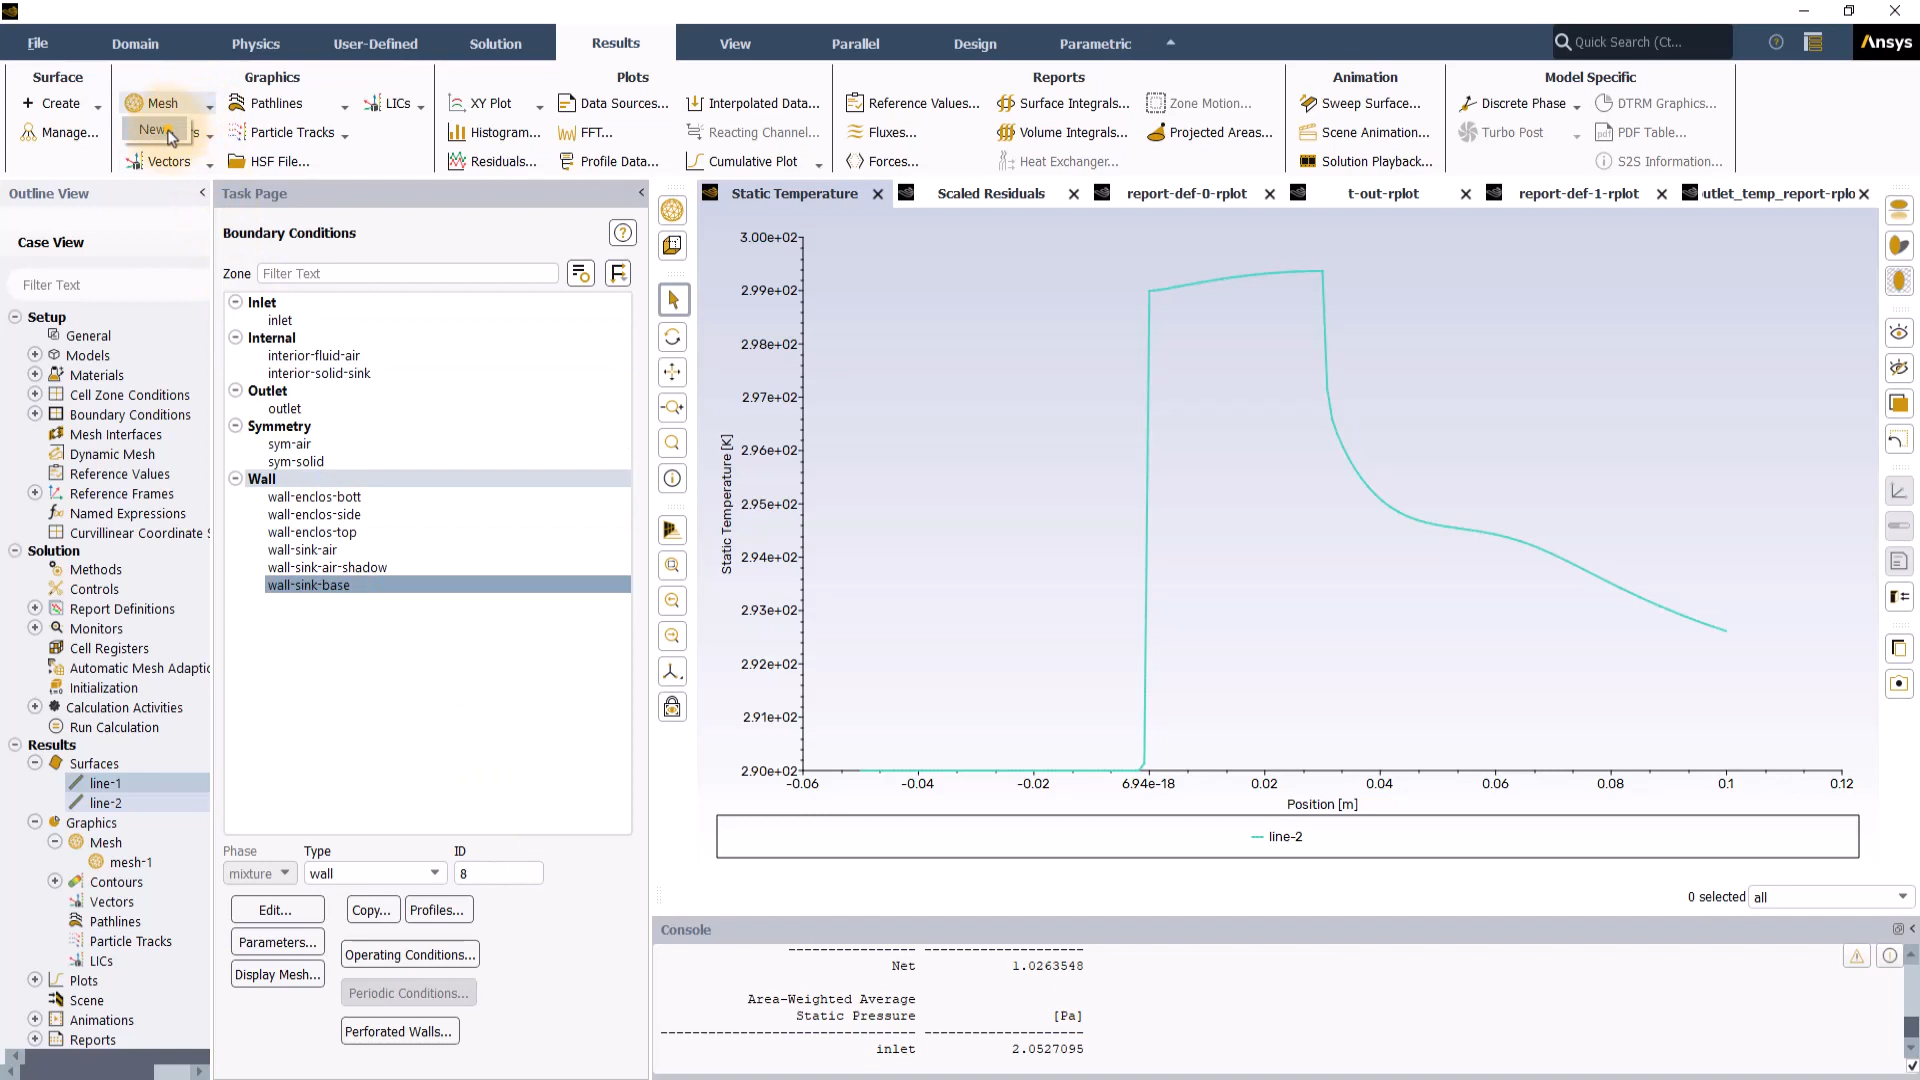 File
Domain
Physics
User-Defined
Solution
Results
View
Parallel
Design
Parametric
Quick Search (Ct...
Ansys
Surface
Graphics
Plots
Reports
Animation
Model Specific
Create
Mesh
Pathlines
LICs
XY Plot
Data Sources...
Interpolated Data...
Reference Values...
Surface Integrals...
Zone Motion...
Sweep Surface...
Discrete Phase
DTRM Graphics...
Manage...
New
Particle Tracks
Histogram...
FFT...
Reacting Channel...
Fluxes...
Volume Integrals...
Projected Areas...
Scene Animation...
Turbo Post
PDF Table...
Vectors
HSF File...
Residuals...
Profile Data...
Cumulative Plot
Forces...
Heat Exchanger...
Solution Playback...
S2S Information...
Outline View
Task Page
Static Temperature
Scaled Residuals
report-def-0-rplot
t-out-rplot
report-def-1-rplot
utlet_temp_report-rplo
Case View
Filter Text
Setup
General
Models
Materials
Cell Zone Conditions
Boundary Conditions
Mesh Interfaces
Dynamic Mesh
Reference Values
Reference Frames
Named Expressions
Curvillinear Coordinate S
Solution
Methods
Controls
Report Definitions
Monitors
Cell Registers
Automatic Mesh Adaptio
Initialization
Calculation Activities
Run Calculation
Results
Surfaces
line-1
line-2
Graphics
Mesh
mesh-1
Contours
Vectors
Pathlines
Particle Tracks
LICs
Plots
Scene
Animations
Reports
Boundary Conditions
Zone
Filter Text
Inlet
inlet
Internal
interior-fluid-air
interior-solid-sink
Outlet
outlet
Symmetry
sym-air
sym-solid
Wall
wall-enclos-bott
wall-enclos-side
wall-enclos-top
wall-sink-air
wall-sink-air-shadow
wall-sink-base
Phase
Type
ID
mixture
wall
8
Edit...
Copy...
Profiles...
Parameters...
Operating Conditions...
Display Mesh...
Periodic Conditions...
Perforated Walls...
3.00e+02
2.99e+02
2.98e+02
2.97e+02
2.96e+02
2.95e+02
2.94e+02
2.93e+02
2.92e+02
2.91e+02
2.90e+02
Static Temperature [K]
-0.06
-0.04
-0.02
6.94e-18
0.02
0.04
0.06
0.08
0.1
0.12
Position [m]
line-2
0 selected
all
Console
---------------- --------------------
Net 1.0263548
Area-Weighted Average
Static Pressure [Pa]
-------------------------------- --------------------
inlet 2.0527095